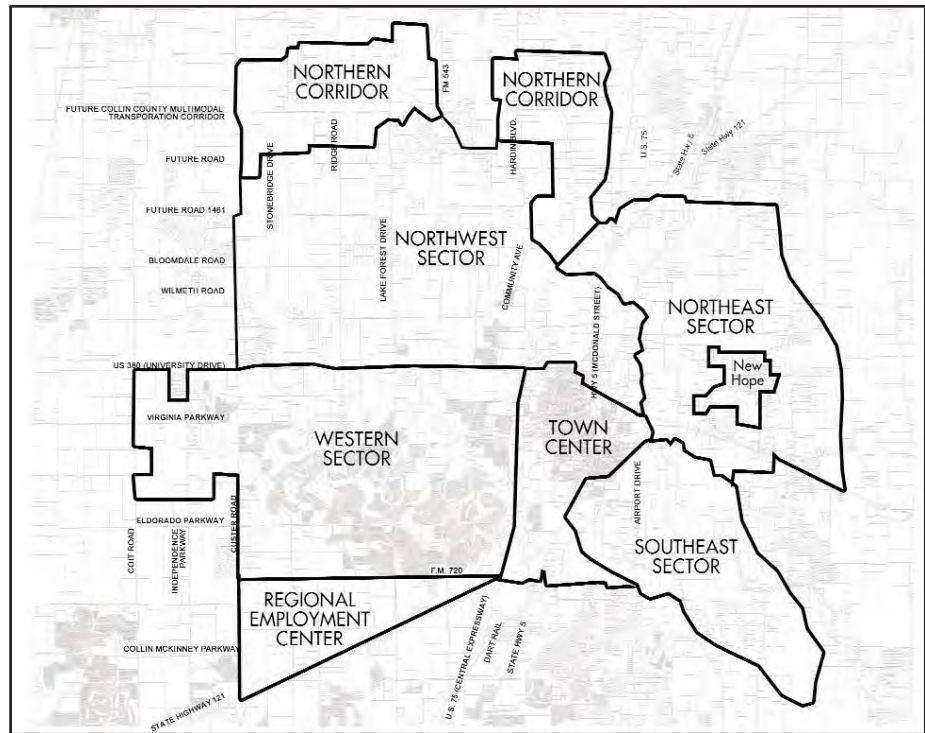 NORTHERN
CORRIDOR
NORTHERN
CORRIDOR
FM 543
HARDIN BLVD.
U.S. 75
State Hwy 5
State Hwy 121
FUTURE COLLIN COUNTY MULTIMODAL
TRANSPORATION CORRIDOR
FUTURE ROAD
STONEBRIDGE DRIVE
RIDGE ROAD
FUTURE ROAD 1461
LAKE FOREST DRIVE
NORTHWEST
SECTOR
COMMUNITY AVE.
BLOOMDALE ROAD
WILMETH ROAD
HWY 5 (MCDONALD STREET)
NORTHEAST
SECTOR
New
Hope
US 380 (UNIVERSITY DRIVE)
VIRGINIA PARKWAY
WESTERN
SECTOR
TOWN
CENTER
AIRPORT DRIVE
ELDORADO PARKWAY
CUSTER ROAD
COIT ROAD
INDEPENDENCE
PARKWAY
SOUTHEAST
SECTOR
F.M. 720
REGIONAL
EMPLOYMENT
CENTER
COLLIN MCKINNEY PARKWAY
STATE HIGHWAY 121
U.S. 75 (CENTRAL EXPRESSWAY)
DART RAIL
STATE HWY 5